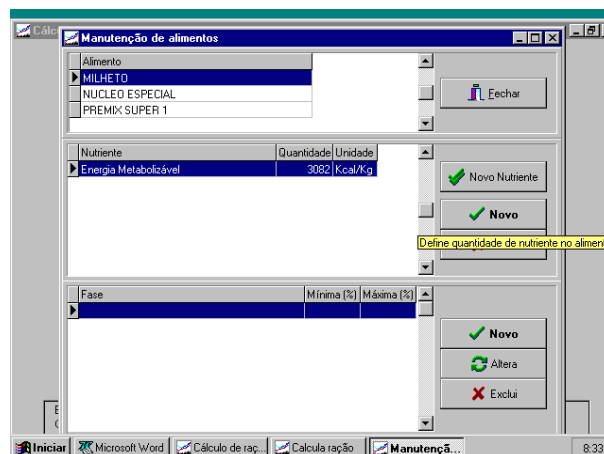 Cálc
Manutenção de alimentos
Alimento
MILHETO
NUCLEO ESPECIAL
PREMIX SUPER 1
Fechar
Nutriente Quantidade Unidade
Energia Metabolizável 3082 Kcal/Kg
Novo Nutriente
Novo
Define quantidade de nutriente no alimen
Fase Mínima (%) Máxima (%)
Novo
Altera
Exclui
Iniciar Microsoft Word Cálculo de raç... Calcula ração Manutençã... 8:33